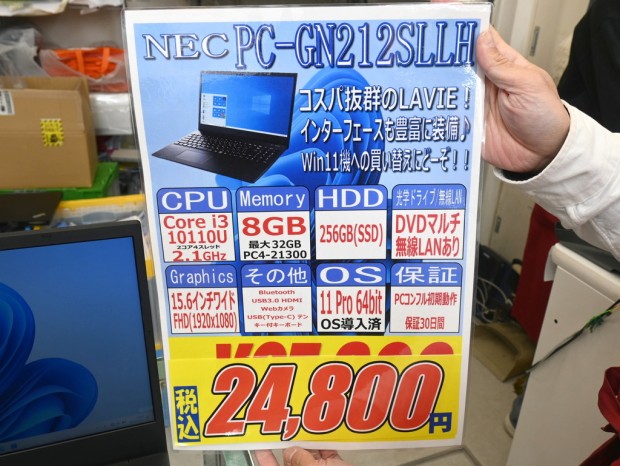 NEC PC-GN212SLLH
コスパ抜群のLAVIE！
インターフェースも豊富に装備♪
Win11機への買い替えにどーぞ！！
CPU
Core i3
10110U
2コア4スレッド
2.1GHz
Memory
8GB
最大32GB
PC4-21300
HDD
256GB(SSD)
光学ドライブ/無線LAN
DVDマルチ
無線LANあり
Graphics
15.6インチワイド
FHD(1920x1080)
その他
Bluetooth
USB3.0 HDMI
Webカメラ
USB(Type-C) テン
キー付キーボード
OS
11 Pro 64bit
OS導入済
保証
PCコンフル初期動作
保証30日間
税込
24,800円